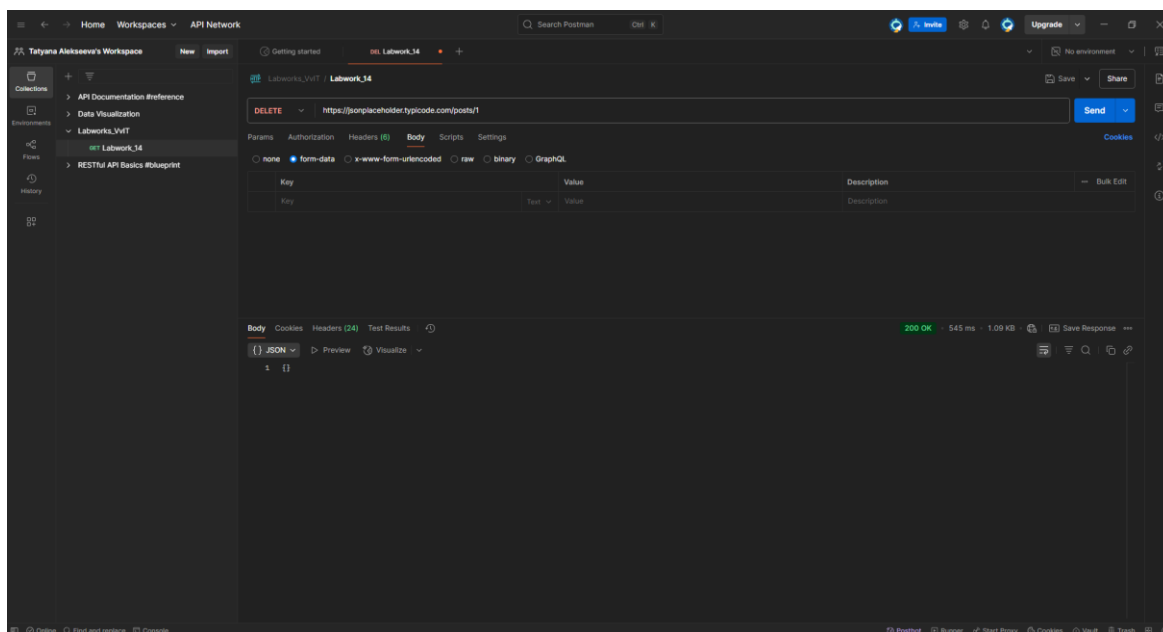 Home Workspaces API Network Search Postman Ctrl K Invite Upgrade
Tatyana Alekseeva's Workspace New Import Getting started DEL Labwork_14 No environment
Collections
Environments
Flows
History
API Documentation #reference
Data Visualization
Labworks_VvIT
GET Labwork_14
RESTful API Basics #blueprint
Labworks_VvIT / Labwork_14 Save Share
DELETE https://jsonplaceholder.typicode.com/posts/1 Send
Params Authorization Headers (6) Body Scripts Settings Cookies
none form-data x-www-form-urlencoded raw binary GraphQL
Key Value Description Bulk Edit
Key Text Value Description
Body Cookies Headers (24) Test Results 200 OK 545 ms 1.09 KB Save Response
{} JSON Preview Visualize
1 {}
Online Find and replace Console Postbot Runner Start Proxy Cookies Vault Trash